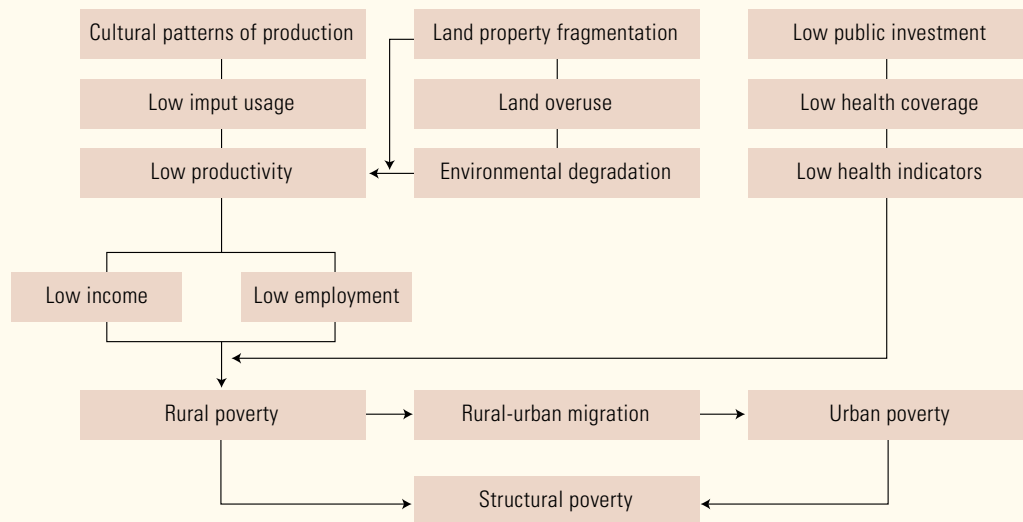 Cultural patterns of production
Land property fragmentation
Low public investment
Low imput usage
Land overuse
Low health coverage
Low productivity
Environmental degradation
Low health indicators
Low income
Low employment
Rural poverty
Rural-urban migration
Urban poverty
Structural poverty